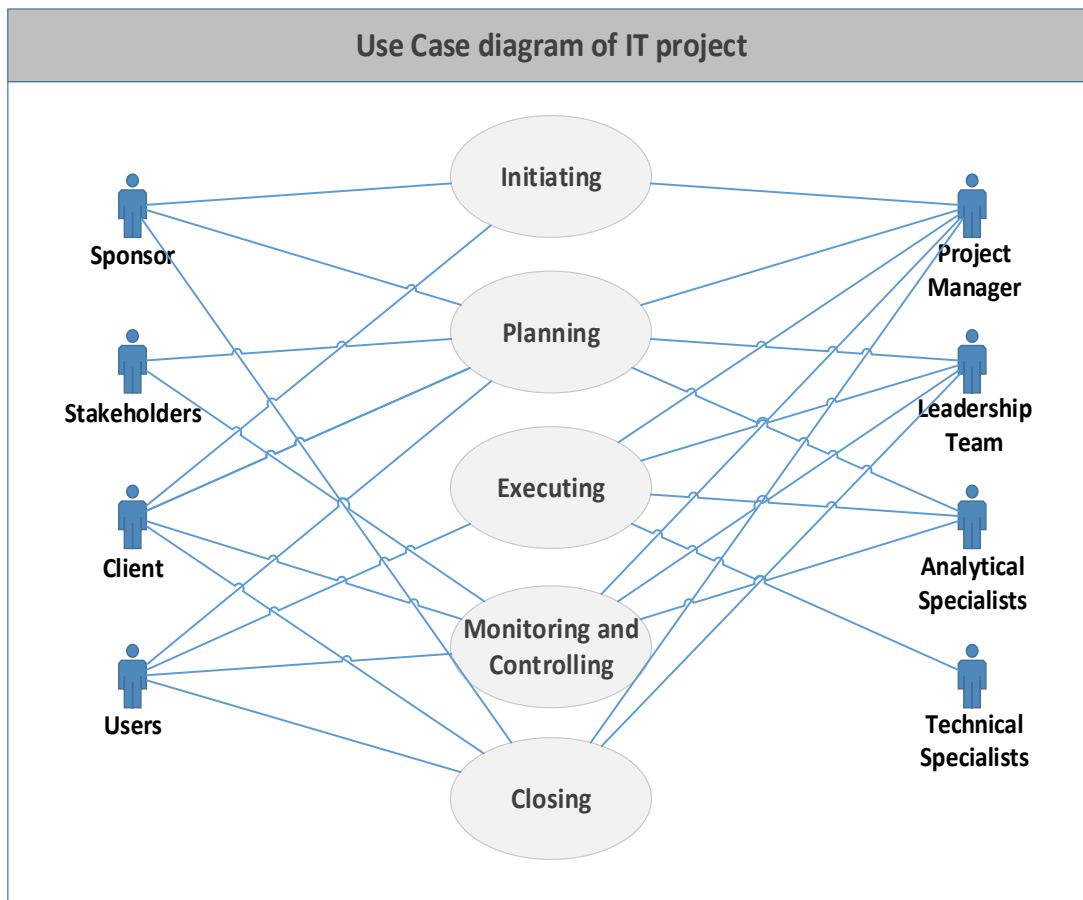 Use Case diagram of IT project
Initiating
Sponsor
Project
Manager
Planning
Stakeholders
Leadership
Team
Executing
Client
Analytical
Specialists
Monitoring and
Controlling
Users
Technical
Specialists
Closing